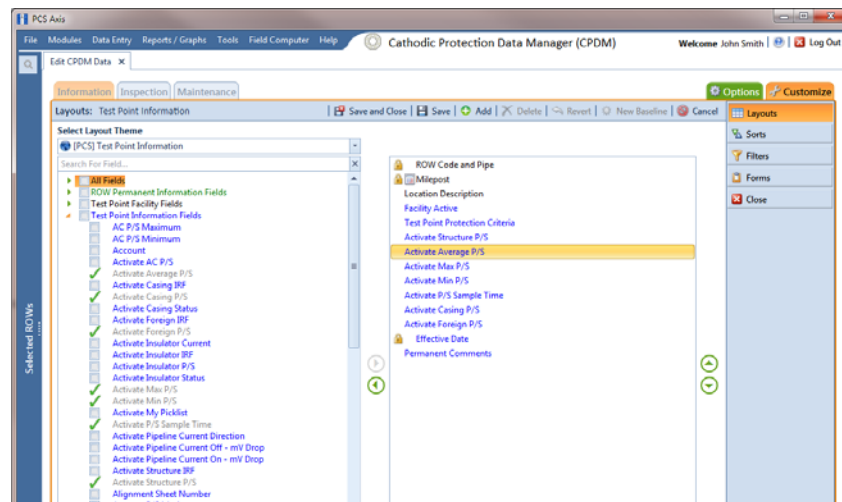 PCS Axis
File Modules Data Entry Reports / Graphs Tools Field Computer Help
Cathodic Protection Data Manager (CPDM)
Welcome John Smith | | Log Out
Edit CPDM Data X
Information Inspection Maintenance
Options Customize
Layouts: Test Point Information | Save and Close | Save | Add | Delete | Revert | New Baseline | Cancel
Layouts
Sorts
Filters
Forms
Close
Select Layout Theme
[PCS] Test Point Information
Search For Field... X
All Fields
ROW Permanent Information Fields
Test Point Facility Fields
Test Point Information Fields
AC P/S Maximum
AC P/S Minimum
Account
Activate AC P/S
Activate Average P/S
Activate Casing IRF
Activate Casing P/S
Activate Casing Status
Activate Foreign IRF
Activate Foreign P/S
Activate Insulator Current
Activate Insulator IRF
Activate Insulator P/S
Activate Insulator Status
Activate Max P/S
Activate Min P/S
Activate My Picklist
Activate P/S Sample Time
Activate Pipeline Current Direction
Activate Pipeline Current Off - mV Drop
Activate Pipeline Current On - mV Drop
Activate Structure IRF
Activate Structure P/S
Alignment Sheet Number
ROW Code and Pipe
Milepost
Location Description
Facility Active
Test Point Protection Criteria
Activate Structure P/S
Activate Average P/S
Activate Max P/S
Activate Min P/S
Activate P/S Sample Time
Activate Casing P/S
Activate Foreign P/S
Effective Date
Permanent Comments
Selected ROWs